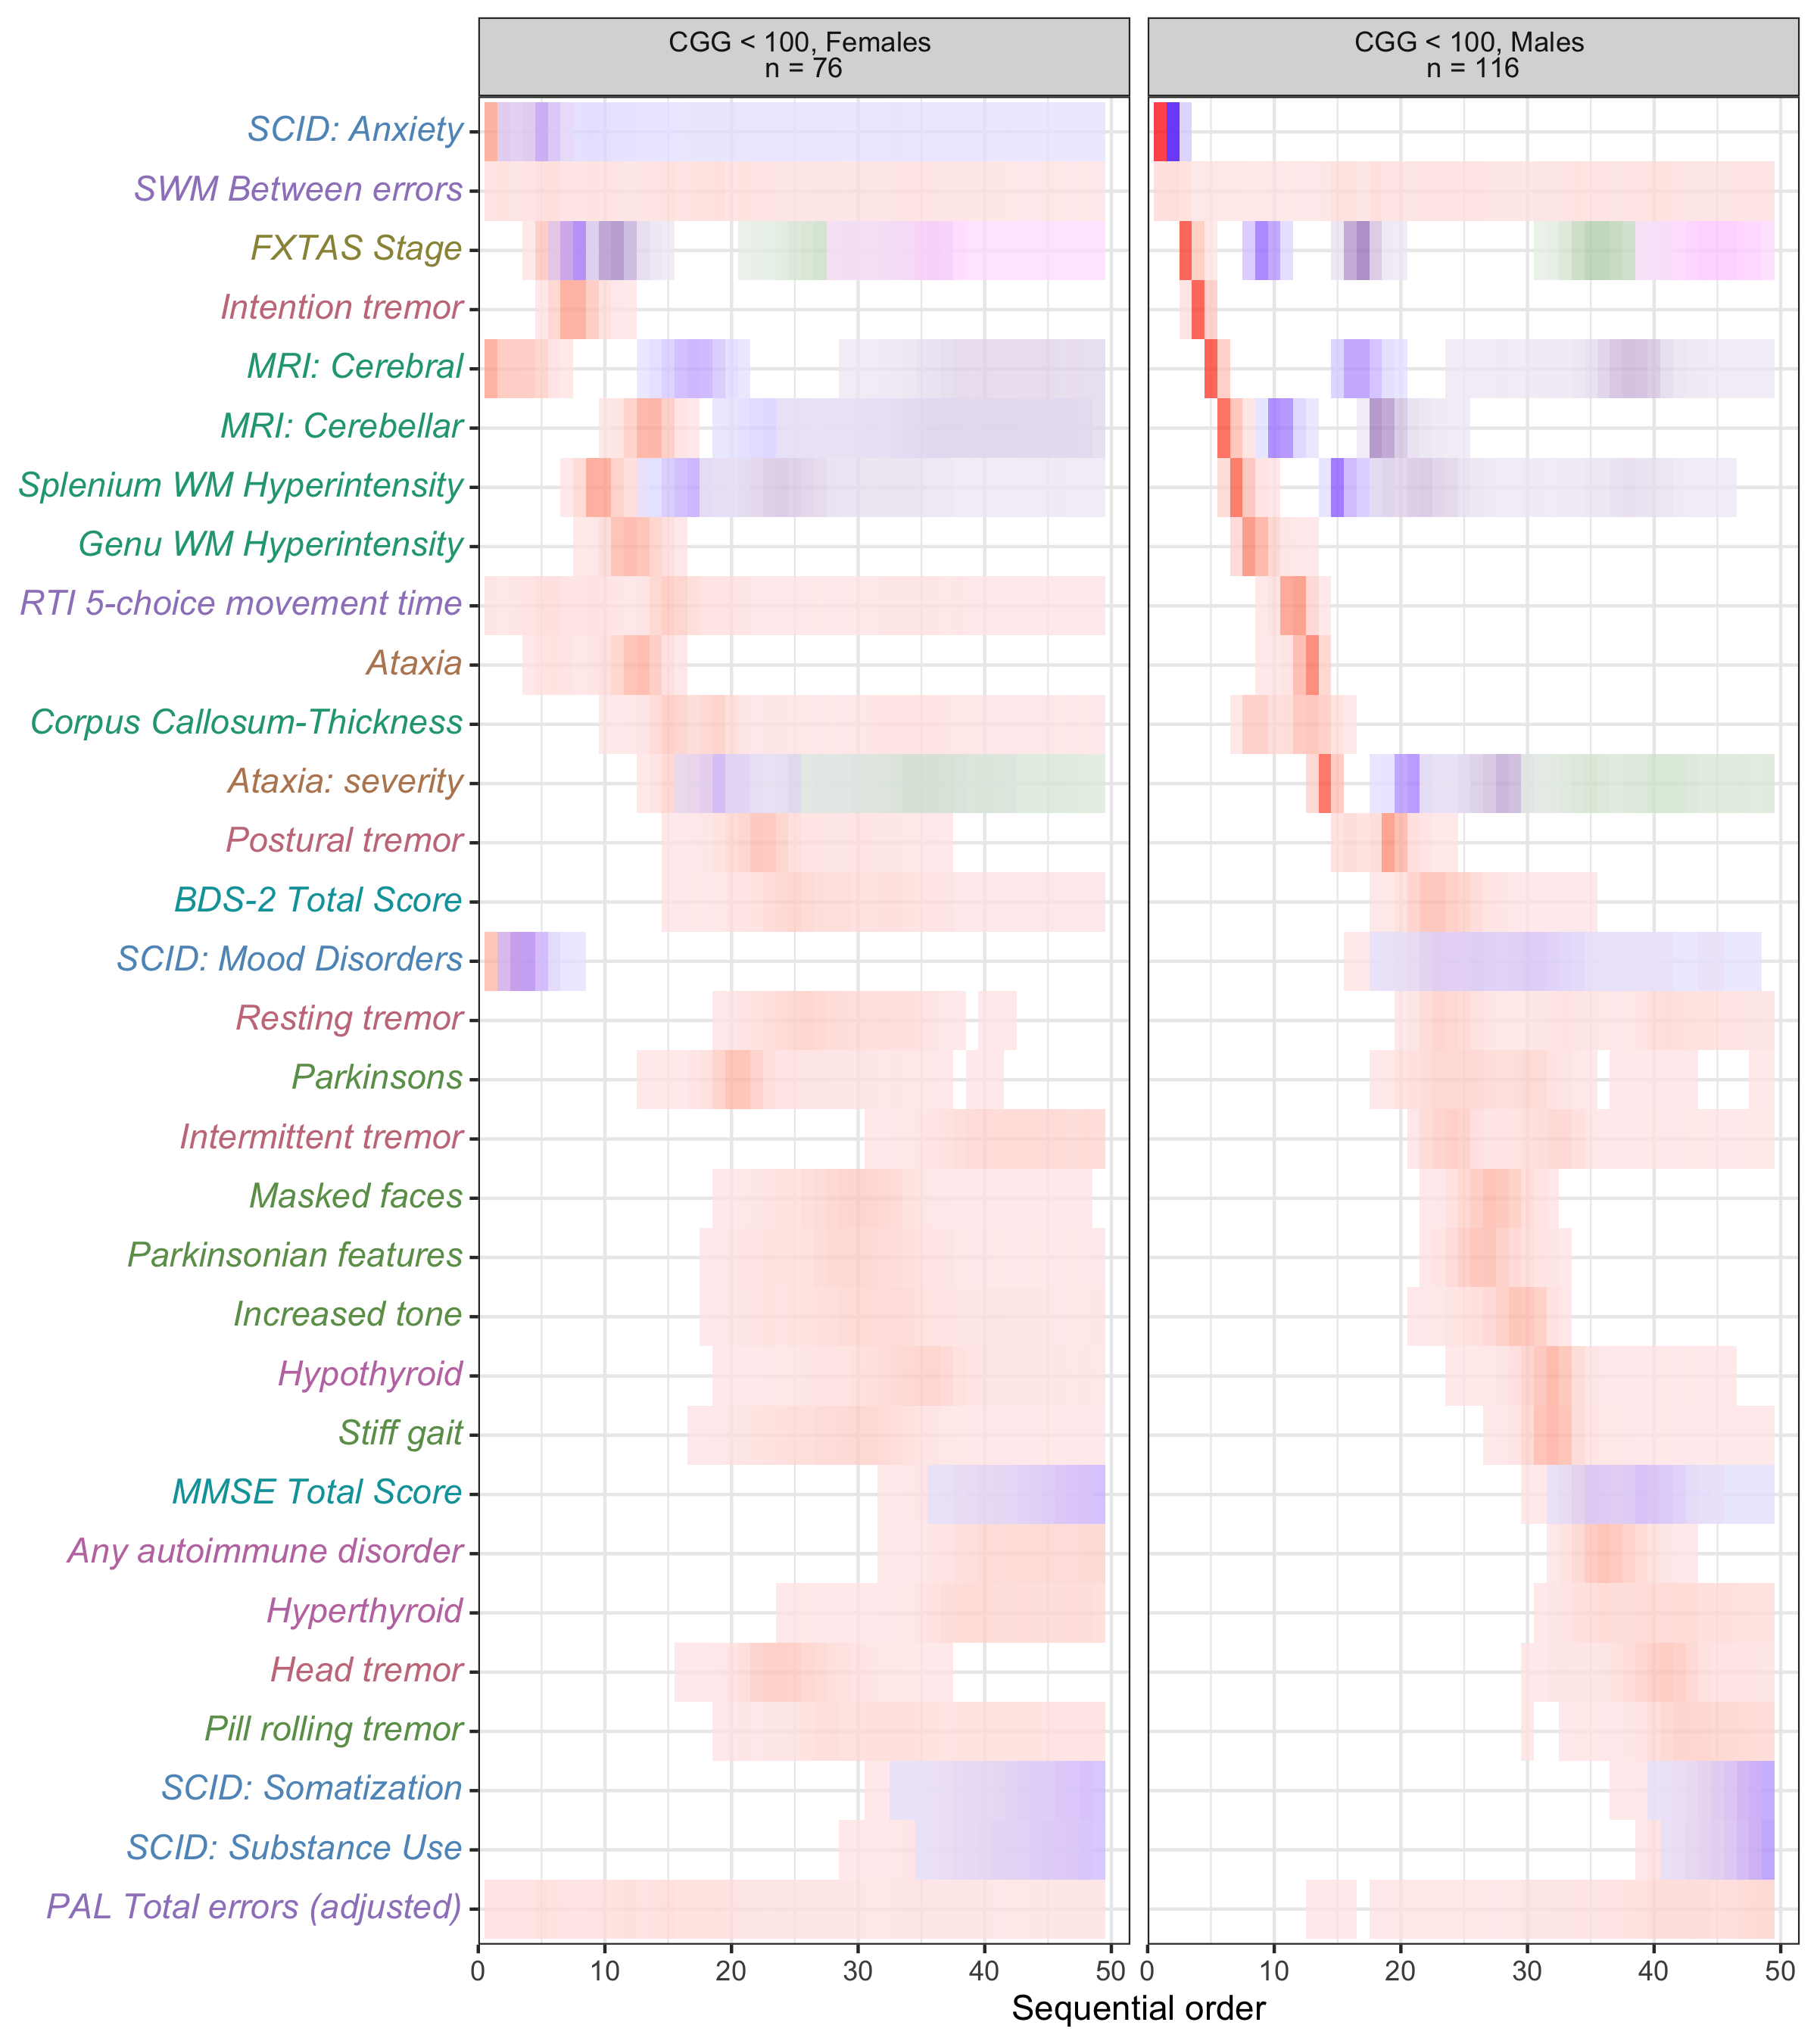 CGG < 100, Females
n = 76
CGG < 100, Males
n = 116
SCID: Anxiety
SWM Between errors
FXTAS Stage
Intention tremor
MRI: Cerebral
MRI: Cerebellar
Splenium WM Hyperintensity
Genu WM Hyperintensity
RTI 5-choice movement time
Ataxia
Corpus Callosum-Thickness
Ataxia: severity
Postural tremor
BDS-2 Total Score
SCID: Mood Disorders
Resting tremor
Parkinsons
Intermittent tremor
Masked faces
Parkinsonian features
Increased tone
Hypothyroid
Stiff gait
MMSE Total Score
Any autoimmune disorder
Hyperthyroid
Head tremor
Pill rolling tremor
SCID: Somatization
SCID: Substance Use
PAL Total errors (adjusted)
0 10 20 30 40 50
0 10 20 30 40 50
Sequential order